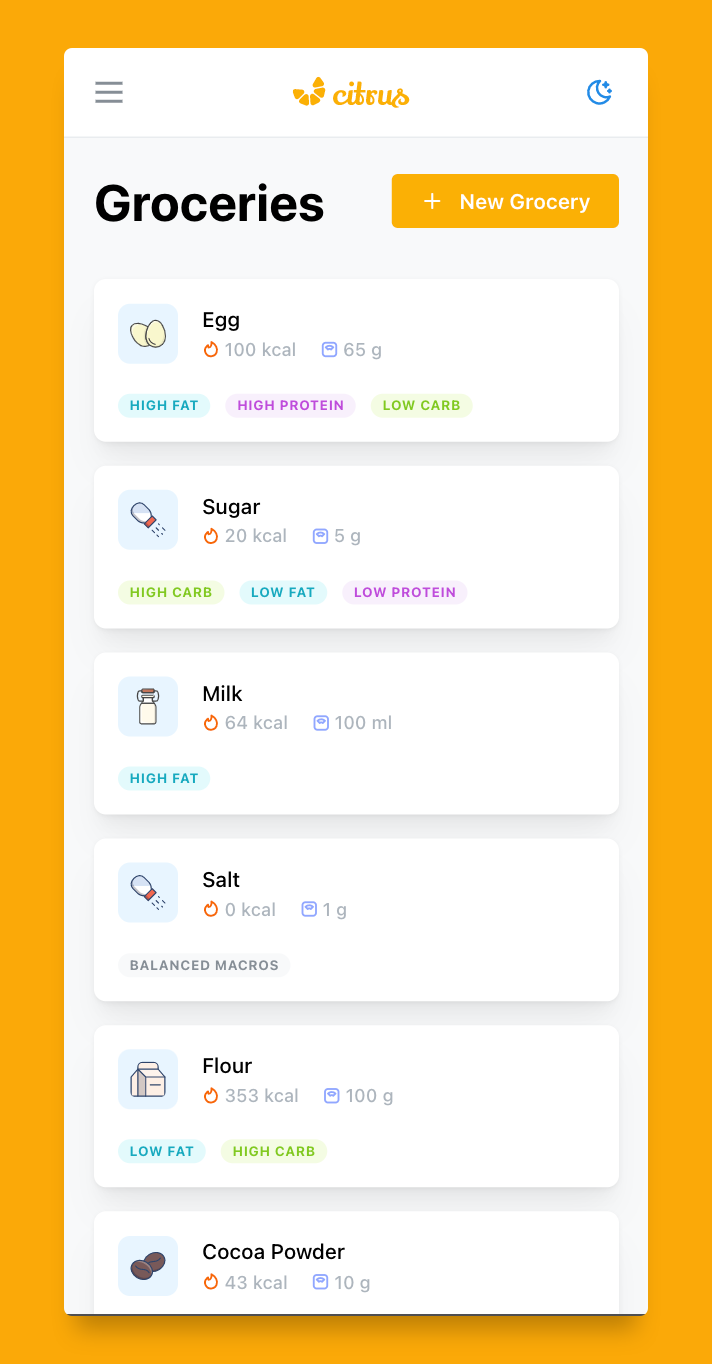 citrus
Groceries
New Grocery
Egg
100 kcal 65 g
HIGH FAT HIGH PROTEIN LOW CARB
Sugar
20 kcal 5 g
HIGH CARB LOW FAT LOW PROTEIN
Milk
64 kcal 100 ml
HIGH FAT
Salt
0 kcal 1 g
BALANCED MACROS
Flour
353 kcal 100 g
LOW FAT HIGH CARB
Cocoa Powder
43 kcal 10 g